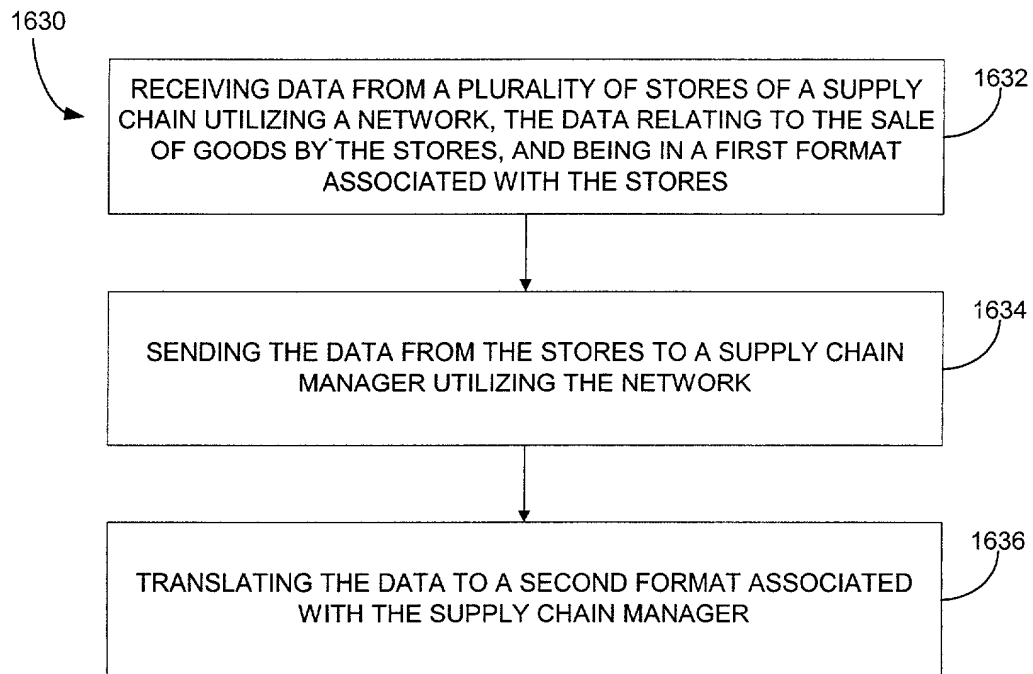 1630
RECEIVING DATA FROM A PLURALITY OF STORES OF A SUPPLY
CHAIN UTILIZING A NETWORK, THE DATA RELATING TO THE SALE
OF GOODS BY THE STORES, AND BEING IN A FIRST FORMAT
ASSOCIATED WITH THE STORES
1632
SENDING THE DATA FROM THE STORES TO A SUPPLY CHAIN
MANAGER UTILIZING THE NETWORK
1634
TRANSLATING THE DATA TO A SECOND FORMAT ASSOCIATED
WITH THE SUPPLY CHAIN MANAGER
1636